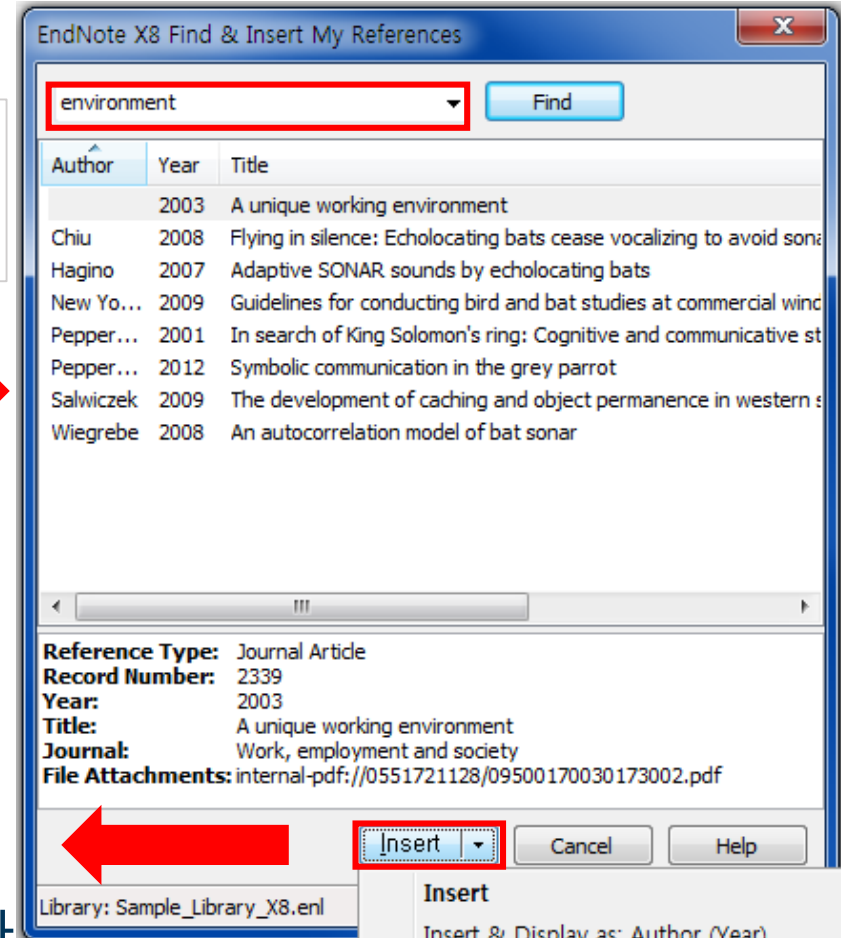 EndNote X8 Find & Insert My References
environment
Find
Author Year Title
2003 A unique working environment
Chiu 2008 Flying in silence: Echolocating bats cease vocalizing to avoid sona
Hagino 2007 Adaptive SONAR sounds by echolocating bats
New Yo... 2009 Guidelines for conducting bird and bat studies at commercial wind
Pepper... 2001 In search of King Solomon's ring: Cognitive and communicative st
Pepper... 2012 Symbolic communication in the grey parrot
Salwiczek 2009 The development of caching and object permanence in western s
Wiegrebe 2008 An autocorrelation model of bat sonar
Reference Type: Journal Article
Record Number: 2339
Year: 2003
Title: A unique working environment
Journal: Work, employment and society
File Attachments: internal-pdf://0551721128/09500170030173002.pdf
Insert Cancel Help
Library: Sample_Library_X8.enl
Insert
Insert & Display as: Author (Year)